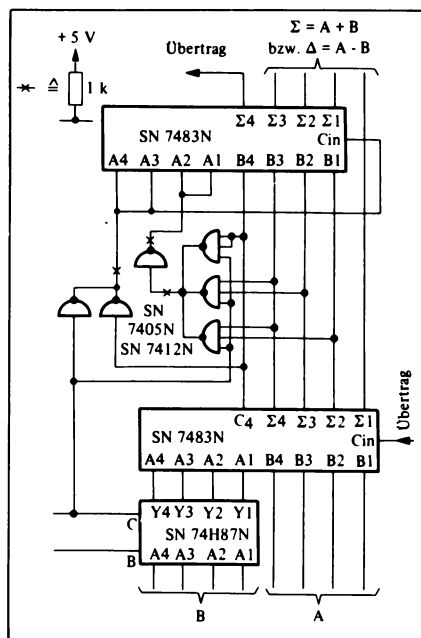 + 5 V
Übertrag
Σ = A + B
bzw. Δ = A - B
≙ 1 k
SN 7483N
Σ4 Σ3 Σ2 Σ1
Cin
A4 A3 A2 A1 B4 B3 B2 B1
SN
7405N
SN 7412N
C4 Σ4 Σ3 Σ2 Σ1
SN 7483N
Cin
Übertrag
A4 A3 A2 A1 B4 B3 B2 B1
C
Y4 Y3 Y2 Y1
SN 74H87N
B
A4 A3 A2 A1
B
A